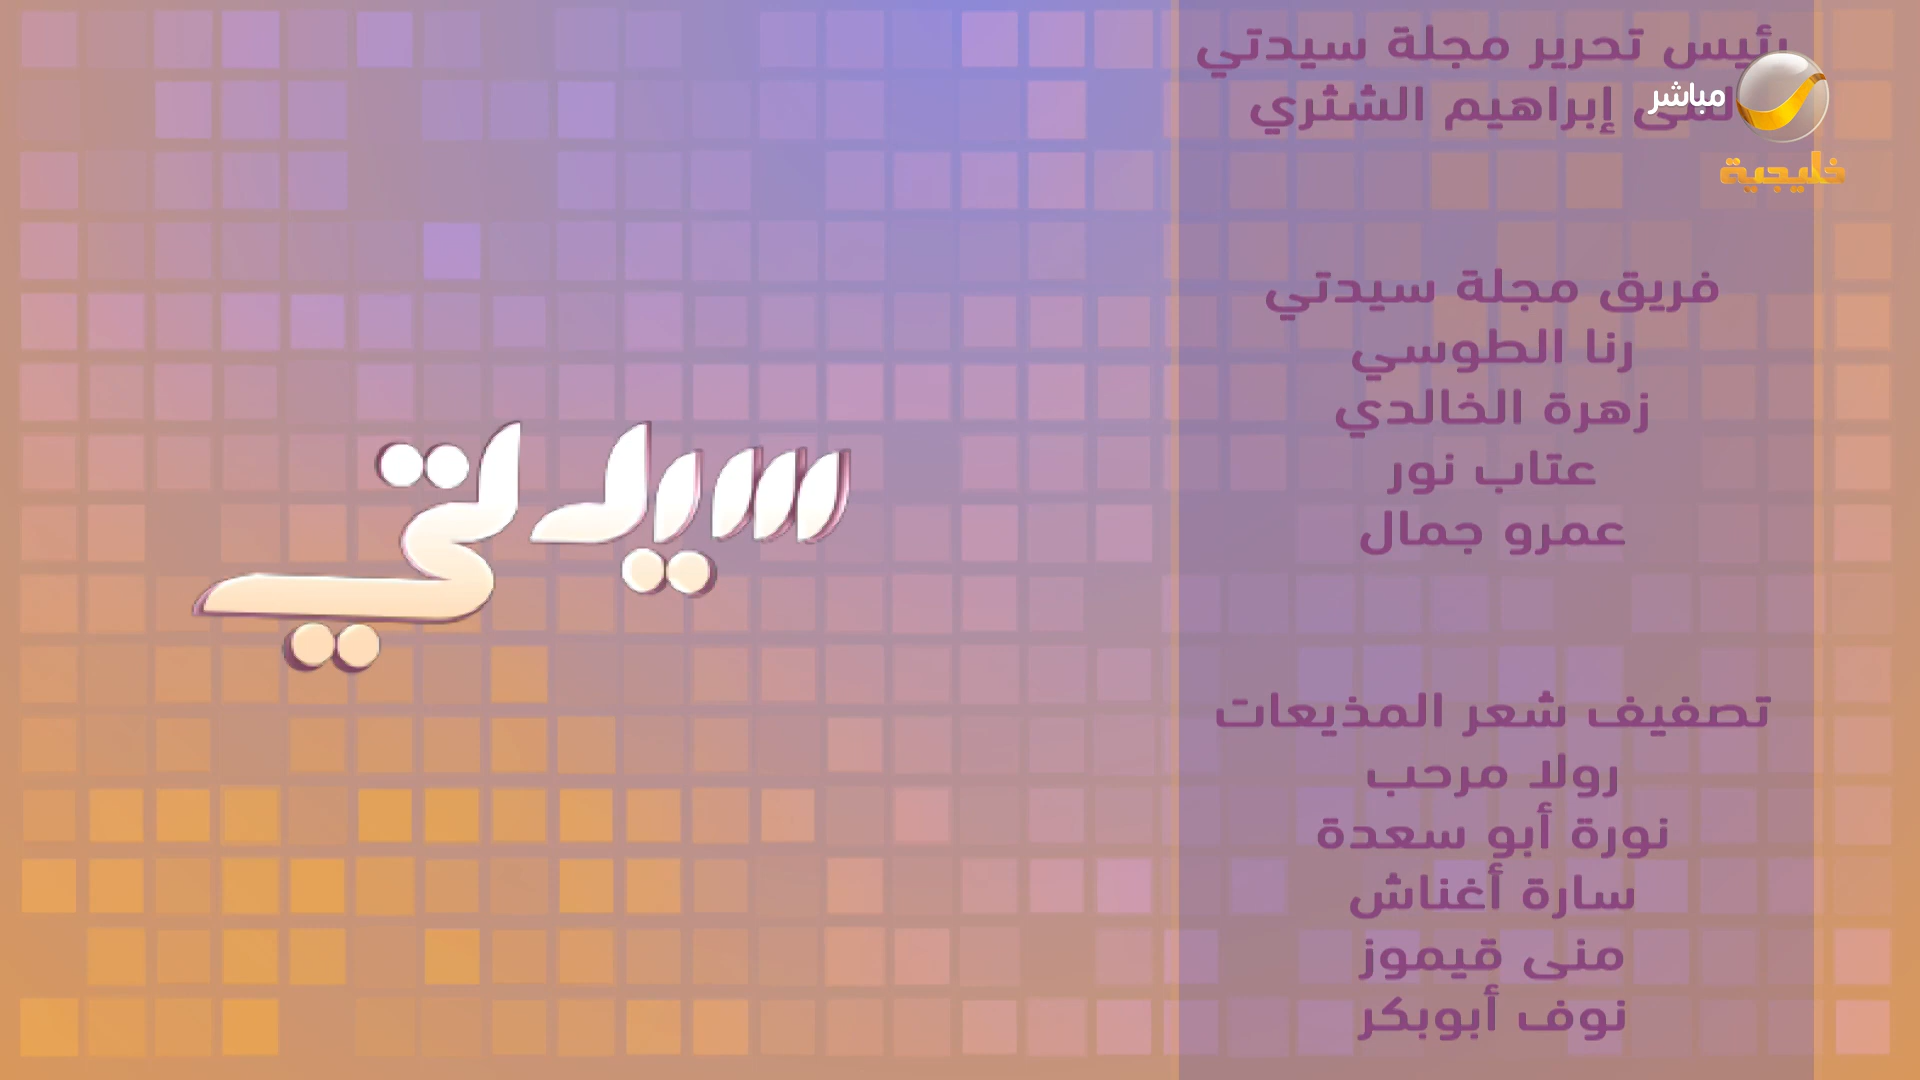 رئيس تحرير مجلة سيدتي
إبراهيم الشثري
مباشر
خليجية
فريق مجلة سيدتي
رنا الطوسي
زهرة الخالدي
عتاب نور
عمرو جمال
سيدتي
تصفيف شعر المذيعات
رولا مرحب
نورة أبو سعدة
سارة أغناش
منى قيموز
نوف أبوبكر